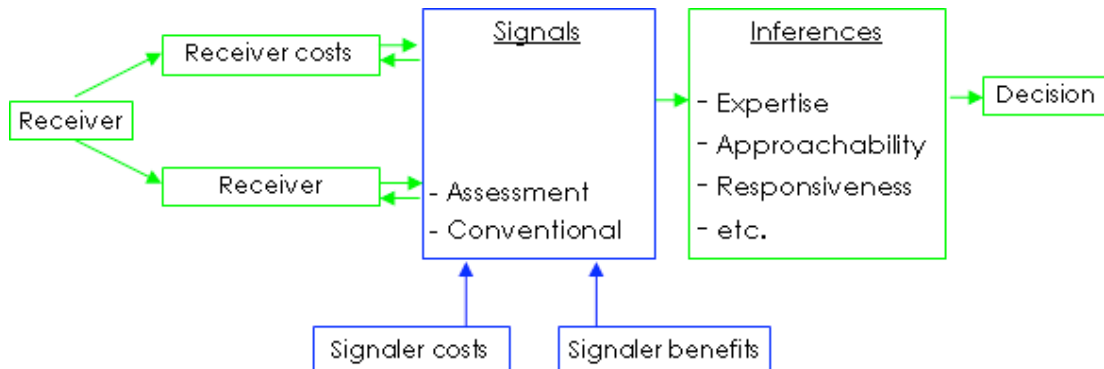 Receiver
Receiver costs
Receiver
Signals
- Assessment
- Conventional
Signaler costs
Signaler benefits
Inferences
- Expertise
- Approachability
- Responsiveness
- etc.
Decision